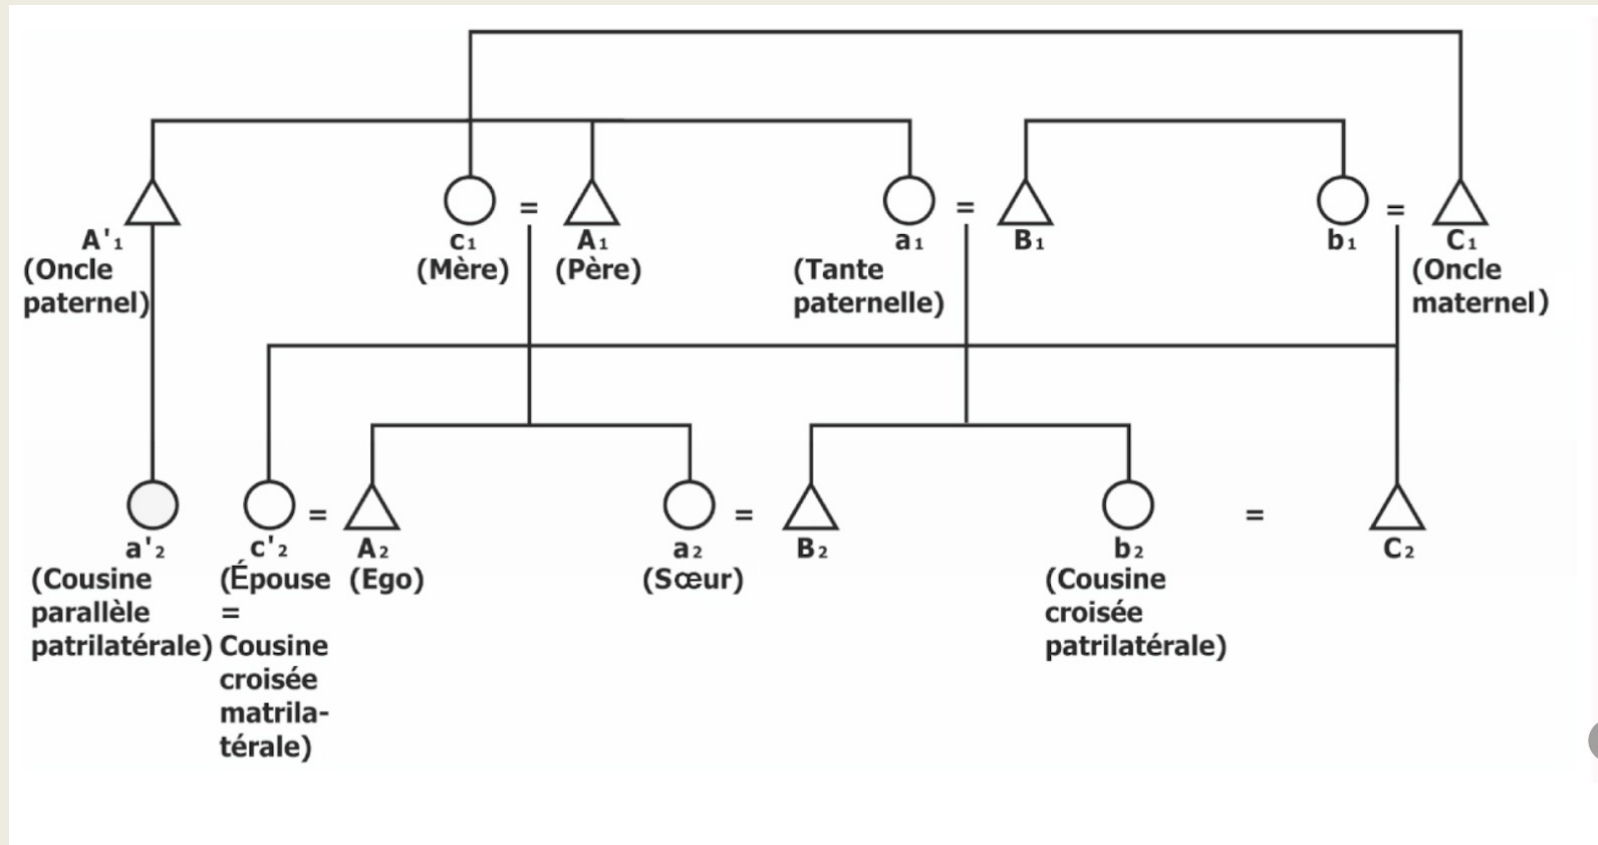 = = =
A'₁ c₁ A₁ a₁ B₁ b₁ C₁
(Oncle (Mère) (Père) (Tante (Oncle
paternel) paternelle) maternel)
= = =
a'₂ c'₂ A₂ a₂ B₂ b₂ C₂
(Cousine (Épouse (Ego) (Sœur) (Cousine
parallèle = croisée
patrilatérale) Cousine patrilatérale)
croisée
matrila-
térale)